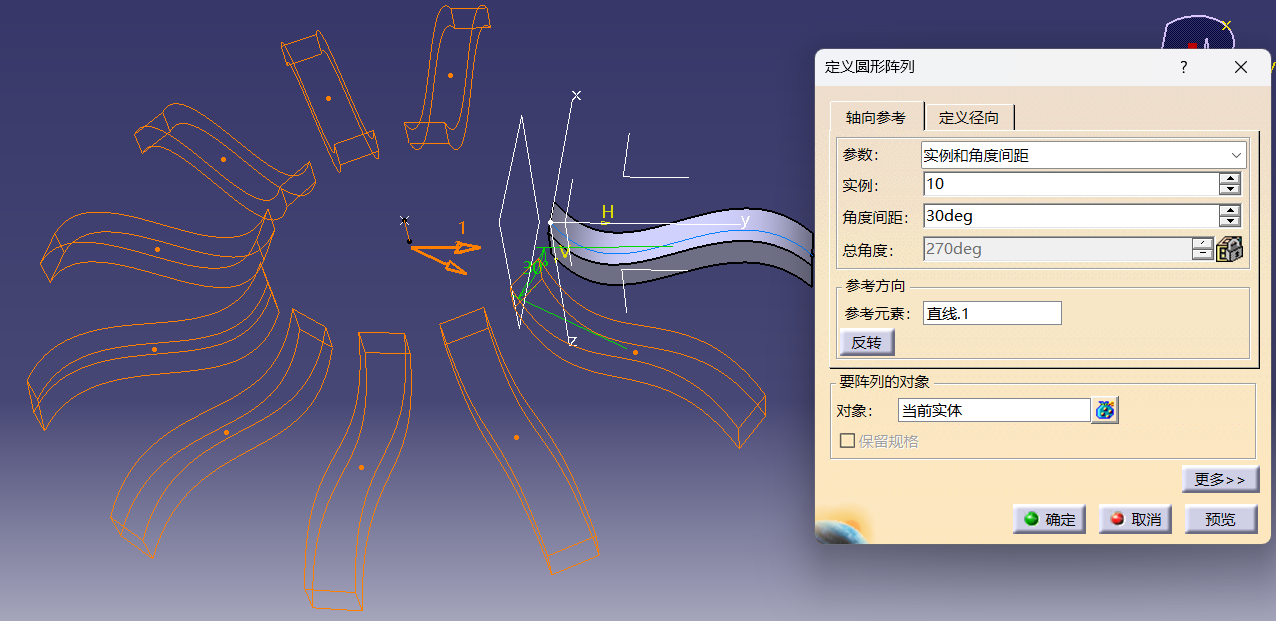 定义圆形阵列 ?
轴向参考 定义径向
参数: 实例和角度间距
实例: 10
角度间距: 30deg
总角度: 270deg
参考方向
参考元素: 直线.1
反转
要阵列的对象
对象: 当前实体
保留规格
更多>>
确定 取消 预览
x
x
1
H
y
V
30°
z